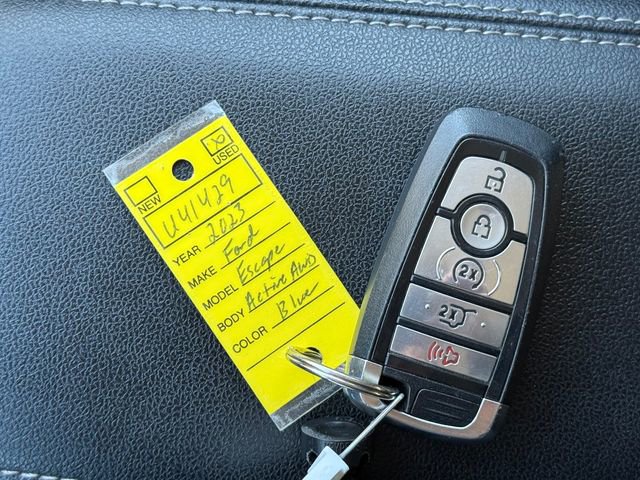 NEW
USED
U41429
YEAR 2023
MAKE Ford
MODEL Escape
BODY Active AWD
COLOR Blue
2x
2X